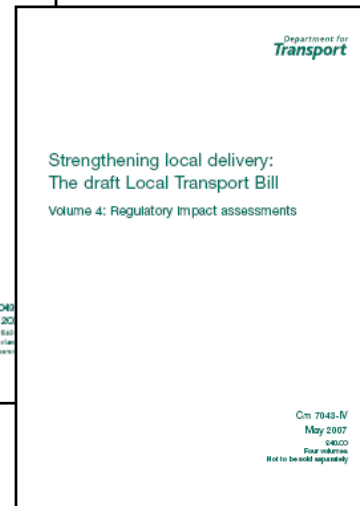 Department for
Transport
Strengthening local delivery:
The draft Local Transport Bill
Volume 4: Regulatory impact assessments
Cm 7043-IV
May 2007
£40.00
Four volumes
Not to be sold separately